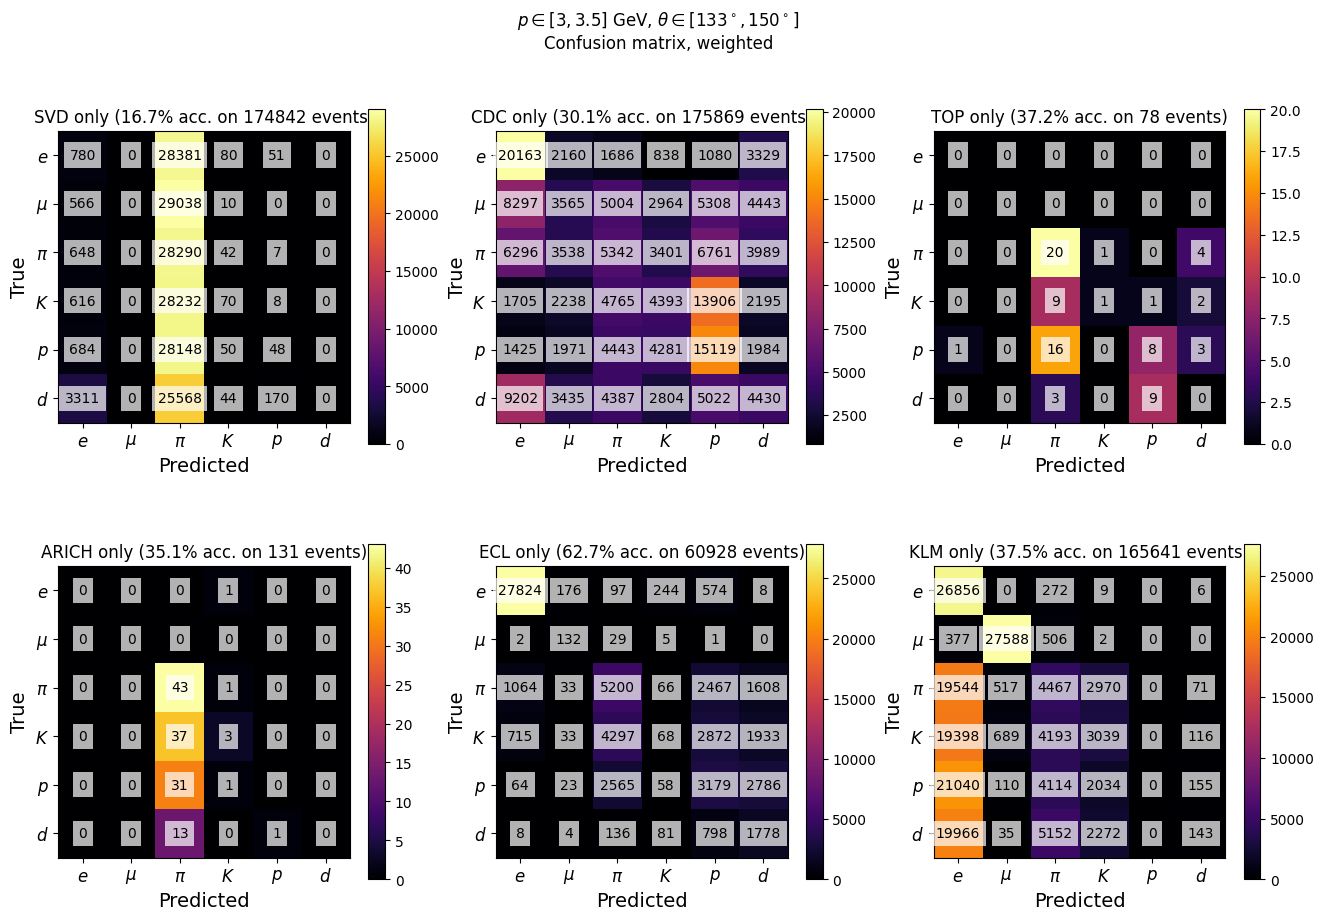 p ∈ [3, 3.5] GeV, θ ∈ [133°, 150°]
Confusion matrix, weighted
SVD only (16.7% acc. on 174842 events
True
e 780 0 28381 80 51 0
μ 566 0 29038 10 0 0
π 648 0 28290 42 7 0
K 616 0 28232 70 8 0
p 684 0 28148 50 48 0
d 3311 0 25568 44 170 0
e μ π K p d
Predicted
25000
20000
15000
10000
5000
0
CDC only (30.1% acc. on 175869 events
True
e 20163 2160 1686 838 1080 3329
μ 8297 3565 5004 2964 5308 4443
π 6296 3538 5342 3401 6761 3989
K 1705 2238 4765 4393 13906 2195
p 1425 1971 4443 4281 15119 1984
d 9202 3435 4387 2804 5022 4430
e μ π K p d
Predicted
20000
17500
15000
12500
10000
7500
5000
2500
TOP only (37.2% acc. on 78 events)
True
e 0 0 0 0 0 0
μ 0 0 0 0 0 0
π 0 0 20 1 0 4
K 0 0 9 1 1 2
p 1 0 16 0 8 3
d 0 0 3 0 9 0
e μ π K p d
Predicted
20.0
17.5
15.0
12.5
10.0
7.5
5.0
2.5
0.0
ARICH only (35.1% acc. on 131 events)
True
e 0 0 0 1 0 0
μ 0 0 0 0 0 0
π 0 0 43 1 0 0
K 0 0 37 3 0 0
p 0 0 31 1 0 0
d 0 0 13 0 1 0
e μ π K p d
Predicted
40
35
30
25
20
15
10
5
0
ECL only (62.7% acc. on 60928 events)
True
e 27824 176 97 244 574 8
μ 2 132 29 5 1 0
π 1064 33 5200 66 2467 1608
K 715 33 4297 68 2872 1933
p 64 23 2565 58 3179 2786
d 8 4 136 81 798 1778
e μ π K p d
Predicted
25000
20000
15000
10000
5000
0
KLM only (37.5% acc. on 165641 events
True
e 26856 0 272 9 0 6
μ 377 27588 506 2 0 0
π 19544 517 4467 2970 0 71
K 19398 689 4193 3039 0 116
p 21040 110 4114 2034 0 155
d 19966 35 5152 2272 0 143
e μ π K p d
Predicted
25000
20000
15000
10000
5000
0